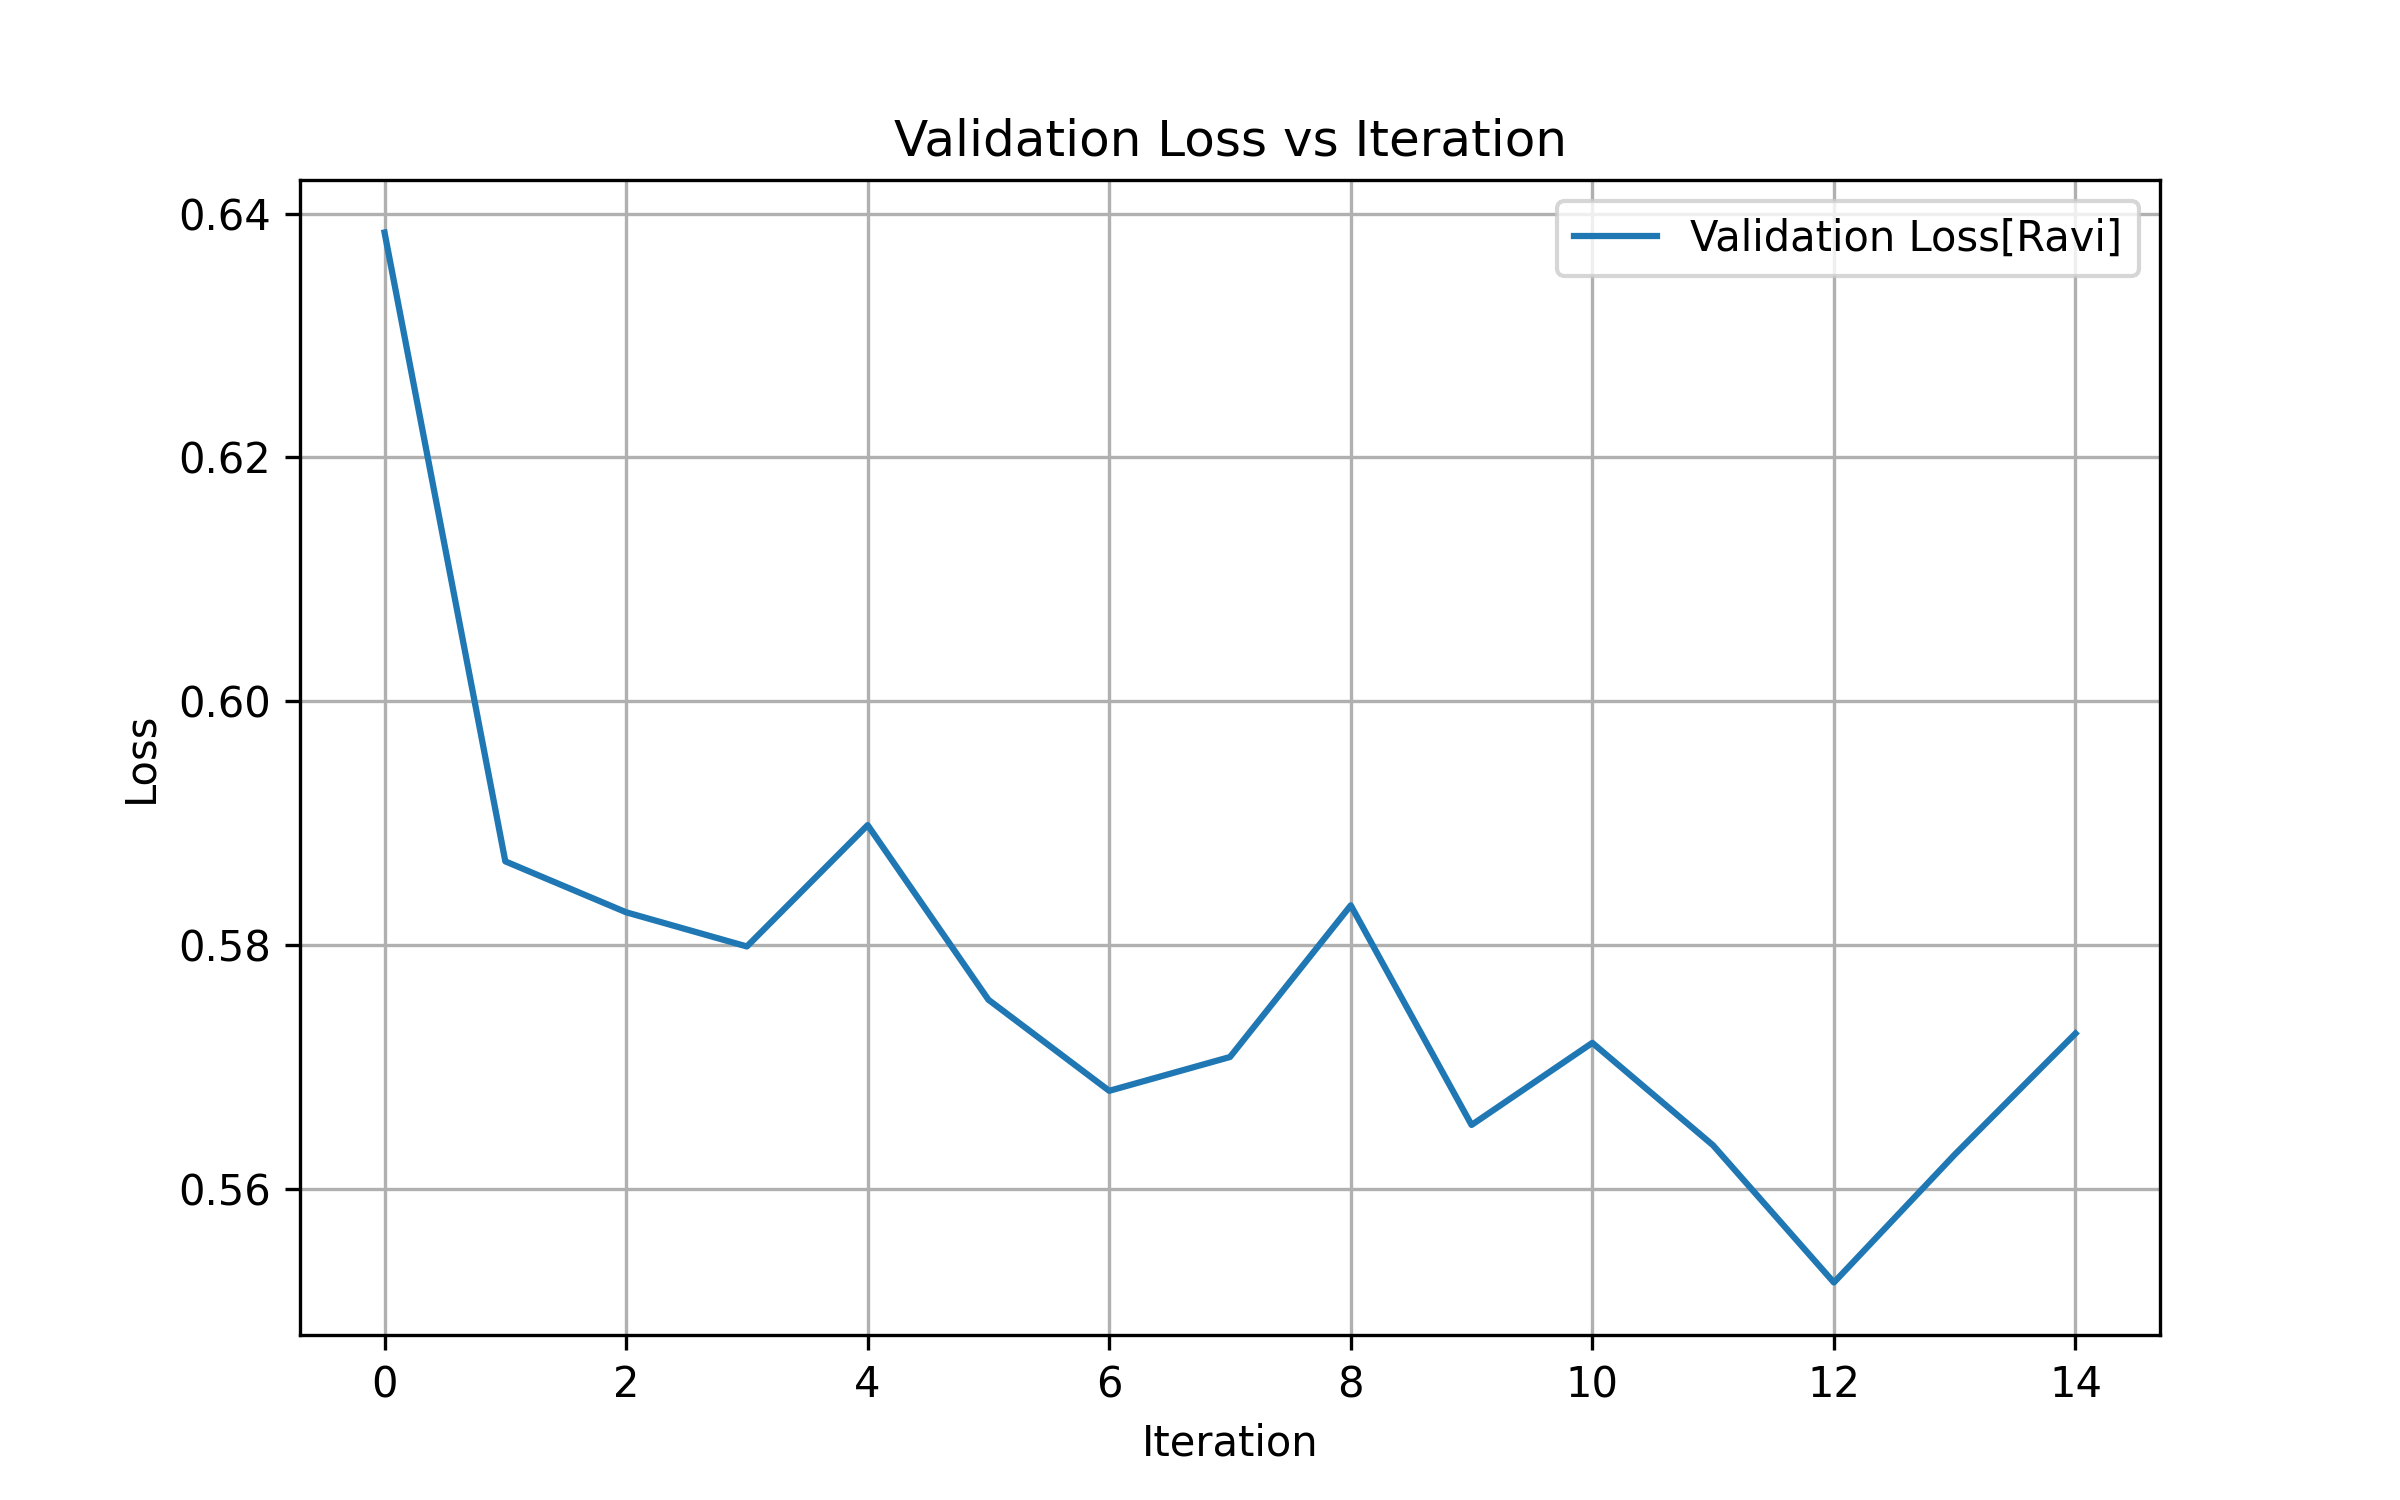 Validation Loss vs Iteration
Validation Loss[Ravi]
0.64
0.62
0.60
0.58
0.56
Loss
0 2 4 6 8 10 12 14
Iteration